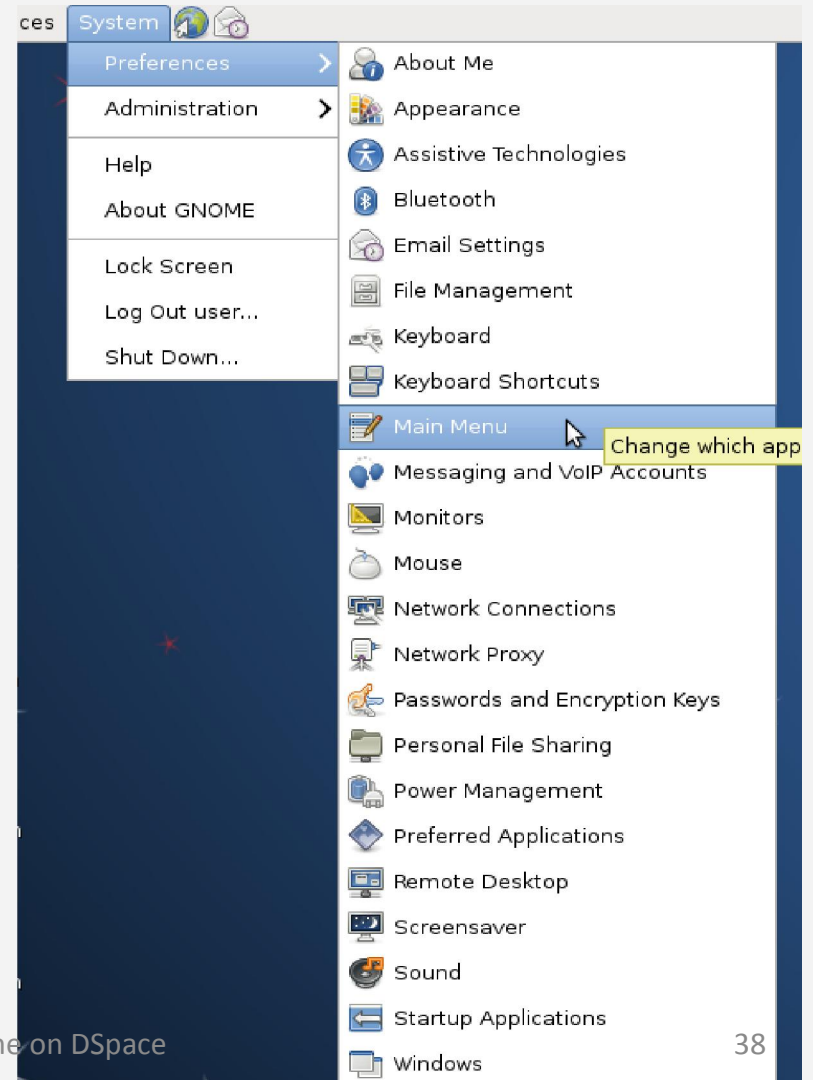 ces System
Preferences
Administration
Help
About GNOME
Lock Screen
Log Out user...
Shut Down...
About Me
Appearance
Assistive Technologies
Bluetooth
Email Settings
File Management
Keyboard
Keyboard Shortcuts
Main Menu
Change which app
Messaging and VoIP Accounts
Monitors
Mouse
Network Connections
Network Proxy
Passwords and Encryption Keys
Personal File Sharing
Power Management
Preferred Applications
Remote Desktop
Screensaver
Sound
Startup Applications
Windows
on DSpace
38